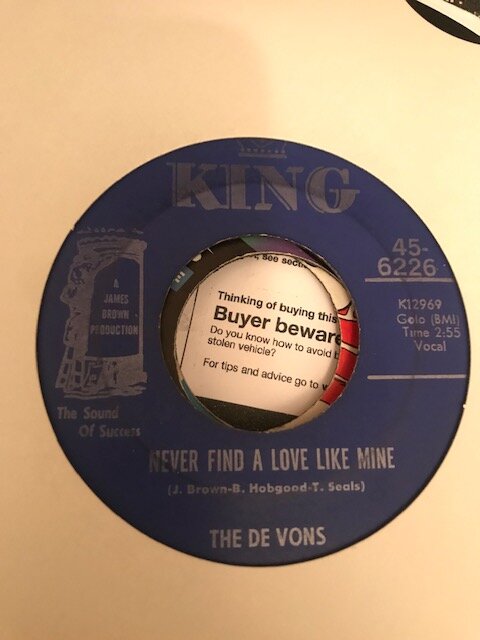 KING
45-
6226
K12969
Golo (BMI)
Time 2:55
Vocal
A
JAMES
BROWN
PRODUCTION
The Sound
Of Success
see
Thinking of buying this
Buyer beware
Do you know how to avoid
stolen vehicle?
For tips and advice go to
NEVER FIND A LOVE LIKE MINE
(J. Brown-B. Hobgood-T. Seals)
THE DE VONS